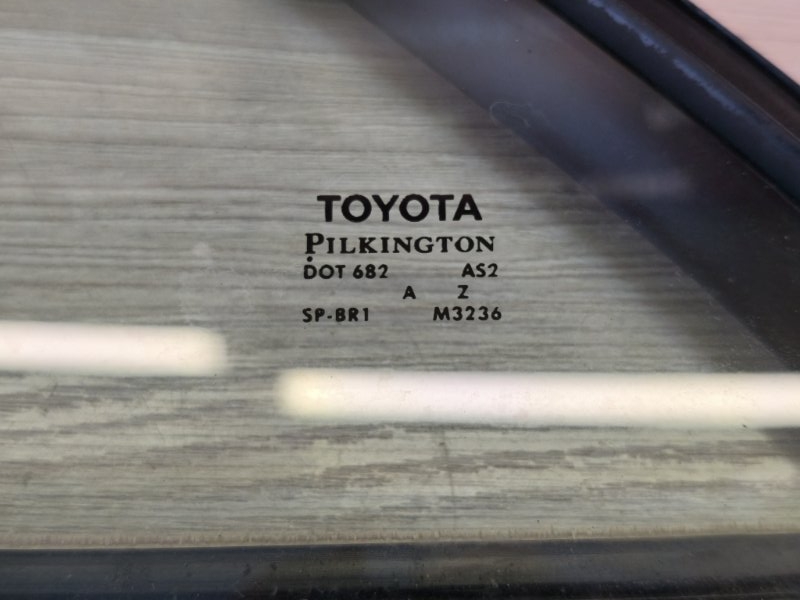 TOYOTA
PILKINGTON
DOT 682 AS2
A Z
SP-BR1 M3236